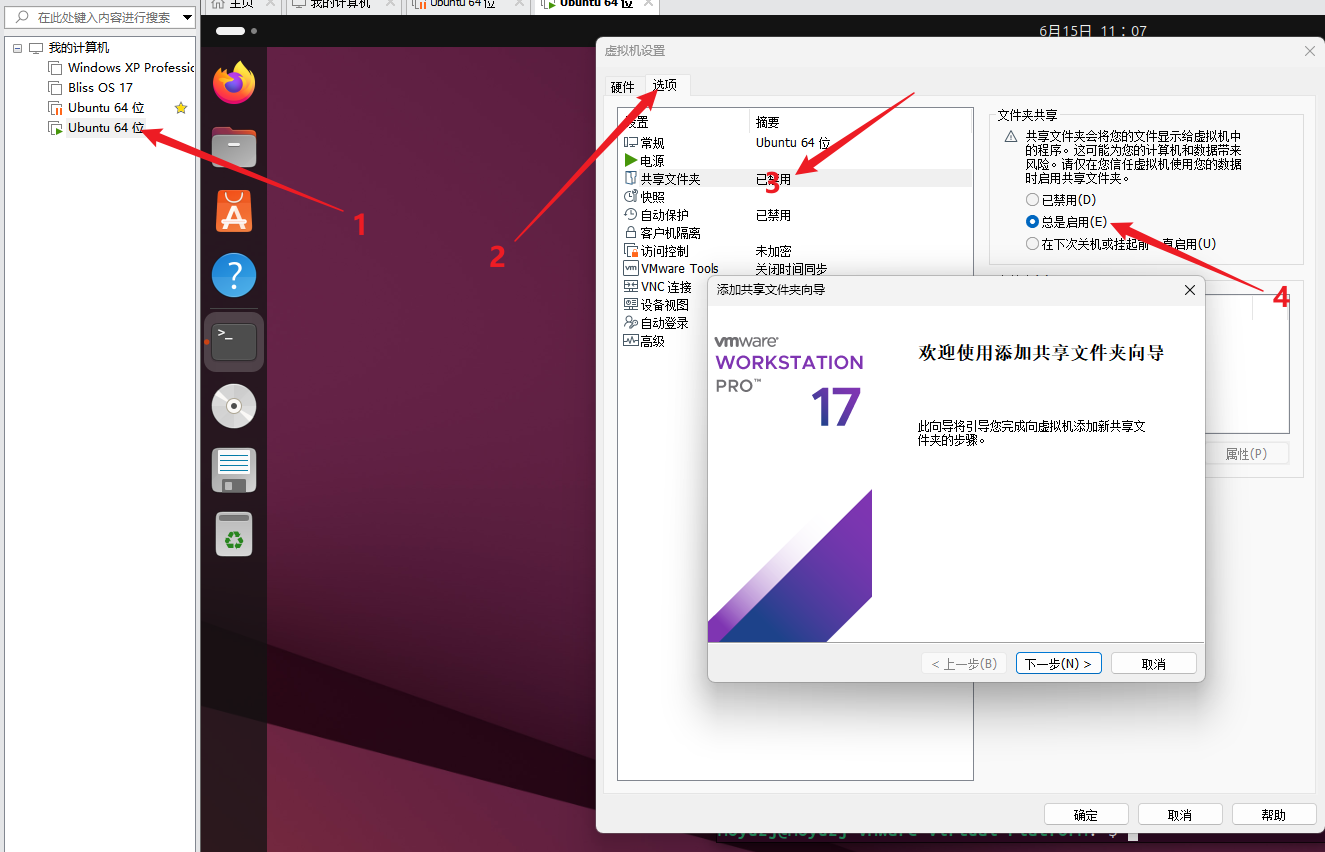 主页
我的计算机
Ubuntu 64 位
Ubuntu 64 位
在此处键入内容进行搜索
我的计算机
Windows XP Professio
Bliss OS 17
Ubuntu 64 位
Ubuntu 64 位
1
2
3
4
6月15日 11：07
虚拟机设置
硬件
选项
设置
摘要
常规
Ubuntu 64 位
电源
共享文件夹
已禁用
快照
自动保护
已禁用
客户机隔离
访问控制
未加密
VMware Tools
关闭时间同步
VNC 连接
设备视图
自动登录
高级
文件夹共享
共享文件夹会将您的文件显示给虚拟机中
的程序。这可能为您的计算机和数据带来
风险。请仅在您信任虚拟机使用您的数据
时启用共享文件夹。
已禁用(D)
总是启用(E)
在下次关机或挂起前一直启用(U)
属性(P)
添加共享文件夹向导
vmware
WORKSTATION
PRO™
17
欢迎使用添加共享文件夹向导
此向导将引导您完成向虚拟机添加新共享文
件夹的步骤。
< 上一步(B)
下一步(N) >
取消
确定
取消
帮助